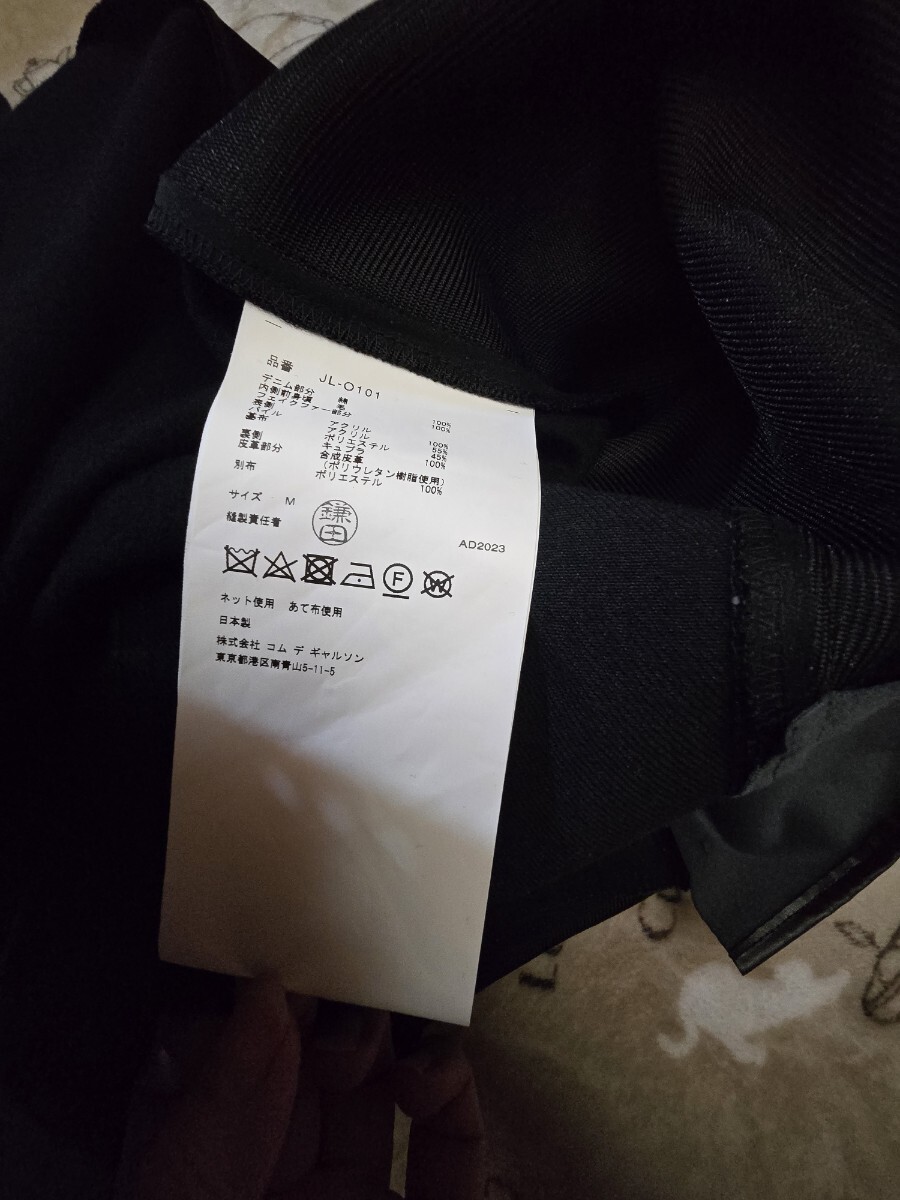 品番 JL-O101
デニム部分 綿 100%
内側前身頃 毛 100%
フェイクファー部分
表側 アクリル 100%
パイル アクリル 55%
基布 ポリエステル 45%
裏側 キュプラ 100%
皮革部分 合成皮革
(ポリウレタン樹脂使用)
別布 ポリエステル 100%
サイズ M
縫製責任者 鎌田
AD2023
F
W
ネット使用 あて布使用
日本製
株式会社 コム デ ギャルソン
東京都港区南青山5-11-5